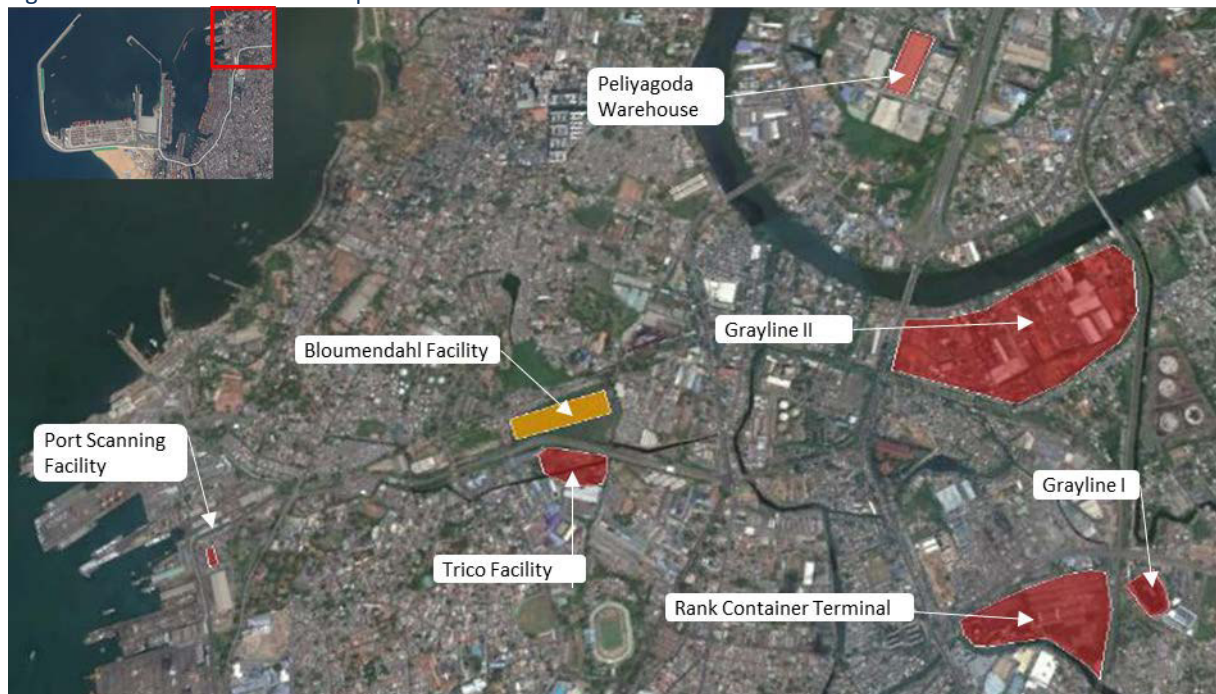 Peliyagoda
Warehouse
Grayline II
Bloumendahl Facility
Port Scanning
Facility
Grayline I
Trico Facility
Rank Container Terminal